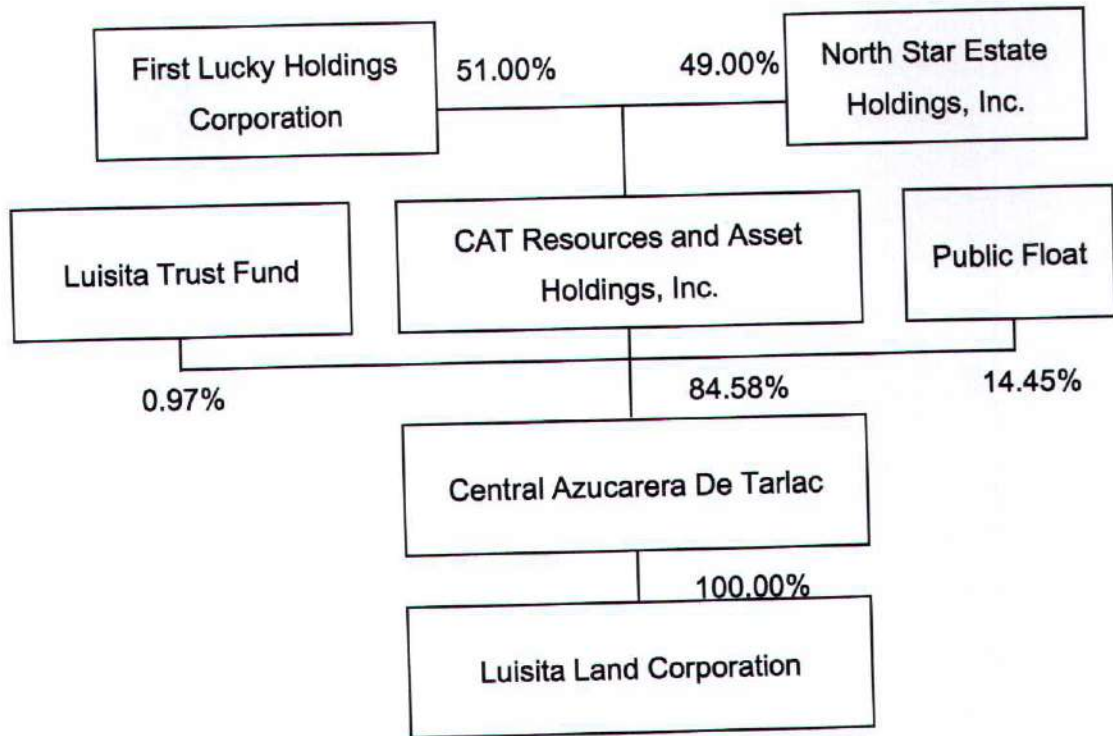 First Lucky Holdings
Corporation
51.00%
49.00%
North Star Estate
Holdings, Inc.
Luisita Trust Fund
CAT Resources and Asset
Holdings, Inc.
Public Float
0.97%
84.58%
14.45%
Central Azucarera De Tarlac
100.00%
Luisita Land Corporation